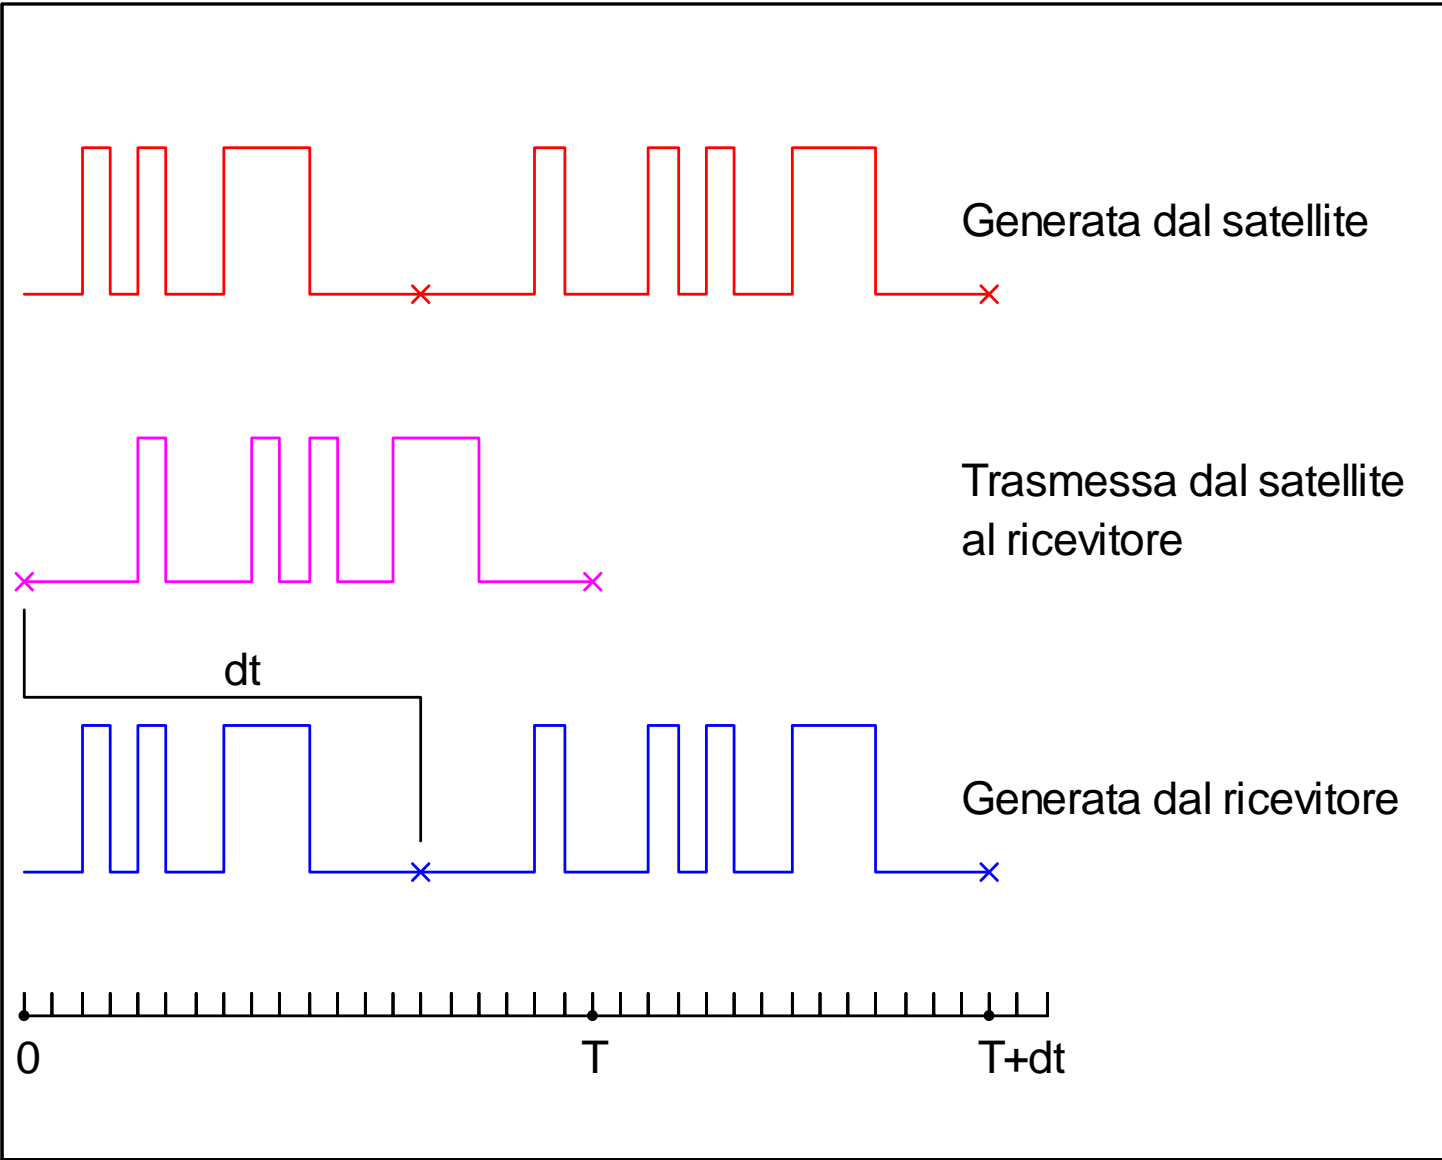 Generata dal satellite
Trasmessa dal satellite
al ricevitore
dt
Generata dal ricevitore
0 T T+dt